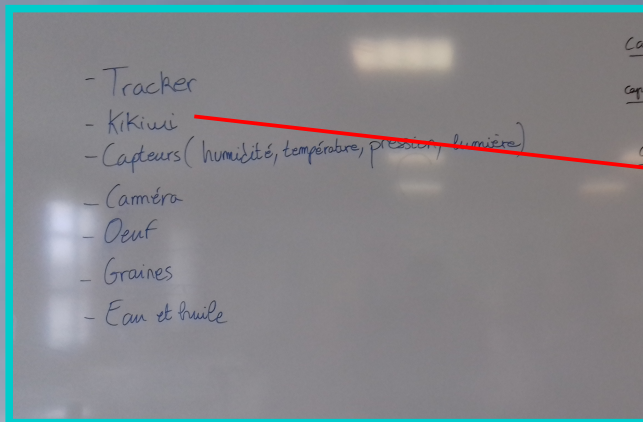 - Tracker
- Kikiwi
- Capteurs (humidité, température, pression, lumière)
- Caméra
- Oeuf
- Graines
- Eau et huile